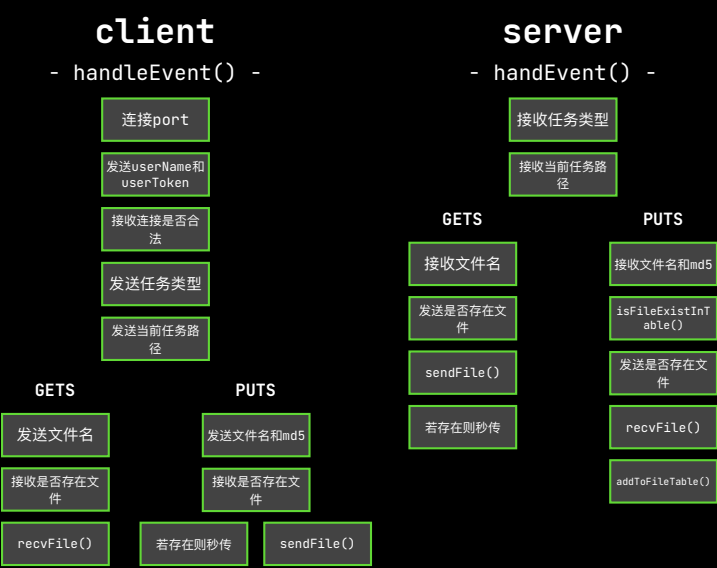 client
- handleEvent() -
连接port
发送userName和
userToken
接收连接是否合
法
发送任务类型
发送当前任务路
径
GETS
发送文件名
接收是否存在文
件
recvFile()
PUTS
发送文件名和md5
接收是否存在文
件
若存在则秒传
sendFile()
server
- handEvent() -
接收任务类型
接收当前任务路
径
GETS
接收文件名
发送是否存在文
件
sendFile()
若存在则秒传
PUTS
接收文件名和md5
isFileExistInT
able()
发送是否存在文
件
recvFile()
addToFileTable()